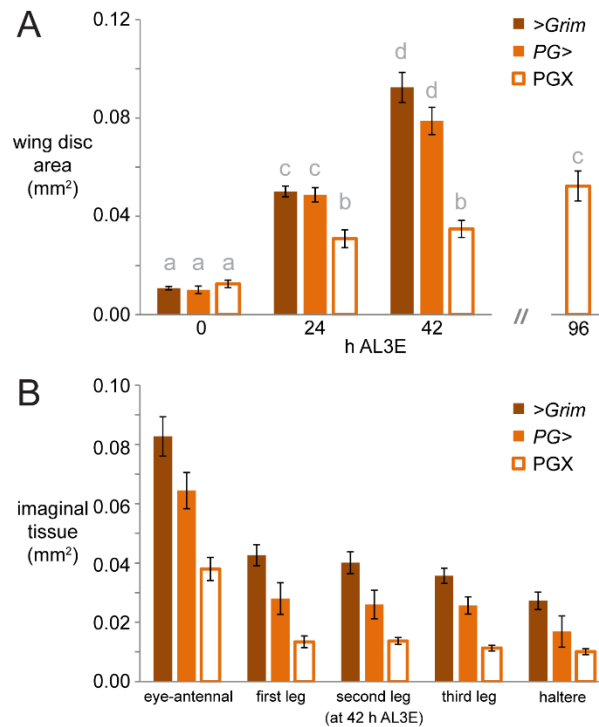 A
0.12
0.08
0.04
0.00
wing disc
area
(mm²)
>Grim
PG>
PGX
a a a
c c b
d d b
c
0 24 42 // 96
h AL3E
B
0.10
0.08
0.06
0.04
0.02
0.00
imaginal
tissue
(mm²)
>Grim
PG>
PGX
eye-antennal first leg second leg third leg haltere
(at 42 h AL3E)